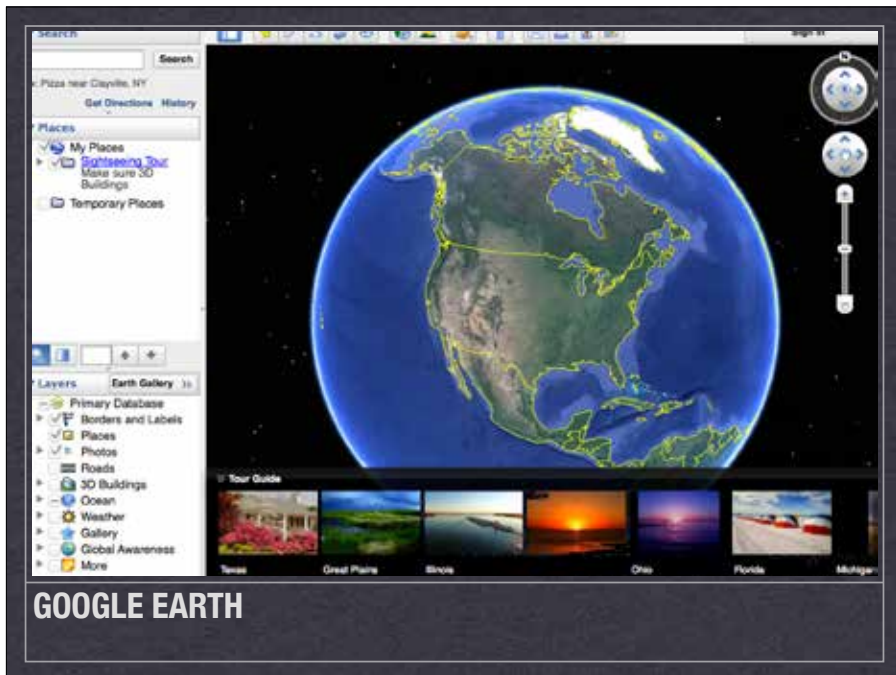 Search
Sign in
Search
Pizza near Clayville, NY
Get Directions History
Places
My Places
Sightseeing Tour
Make sure 3D
Buildings
Temporary Places
N
Layers
Earth Gallery
Primary Database
Borders and Labels
Places
Photos
Roads
3D Buildings
Ocean
Weather
Gallery
Global Awareness
More
Tour Guide
Texas
Great Plains
Illinois
Ohio
Florida
Michigan
GOOGLE EARTH